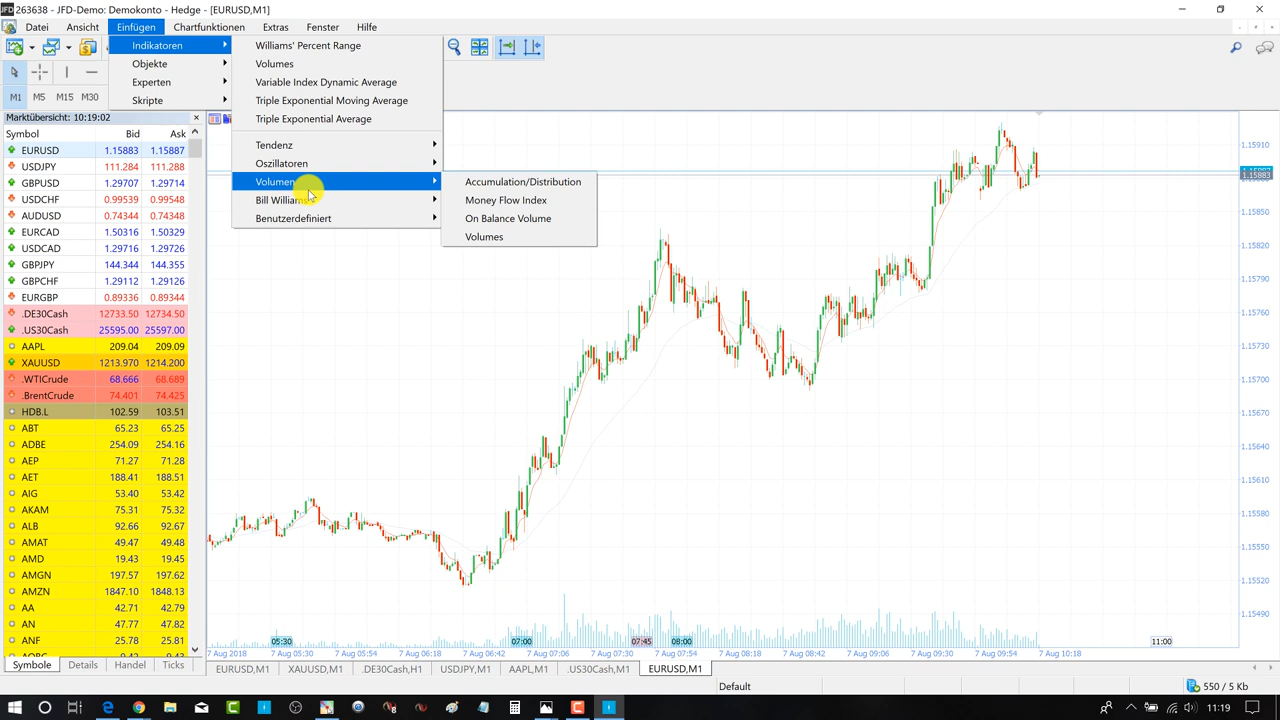 263638 - JFD-Demo: Demokonto - Hedge - [EURUSD,M1]
Datei Ansicht Einfügen Chartfunktionen Extras Fenster Hilfe
Indikatoren
Objekte
Experten
Skripte
Williams' Percent Range
Volumes
Variable Index Dynamic Average
Triple Exponential Moving Average
Triple Exponential Average
Tendenz
Oszillatoren
Volumen
Bill Williams
Benutzerdefiniert
Accumulation/Distribution
Money Flow Index
On Balance Volume
Volumes
M1 M5 M15 M30
Marktübersicht: 10:19:02
Symbol Bid Ask
EURUSD 1.15883 1.15887
USDJPY 111.284 111.288
GBPUSD 1.29707 1.29714
USDCHF 0.99539 0.99549
AUDUSD 0.74344 0.74348
EURCAD 1.50316 1.50329
USDCAD 1.29716 1.29726
GBPJPY 144.344 144.355
GBPCHF 1.29112 1.29126
EURGBP 0.89336 0.89344
.DE30Cash 12733.50 12734.50
.US30Cash 25595.00 25597.00
AAPL 209.04 209.09
XAUUSD 1213.970 1214.200
.WTICrude 68.666 68.689
.BrentCrude 74.401 74.425
HDB.L 102.59 103.51
ABT 65.23 65.25
ADBE 254.09 254.16
AEP 71.27 71.28
AET 188.41 188.51
AIG 53.40 53.42
AKAM 75.31 75.32
ALB 92.66 92.67
AMAT 49.47 49.48
AMD 19.43 19.45
AMGN 197.57 197.62
AMZN 1847.10 1848.13
AA 42.71 42.79
AN 47.77 47.82
ANF 25.78 25.81
Symbole Details Handel Ticks
1.15910
1.15883
1.15850
1.15820
1.15790
1.15760
1.15730
1.15700
1.15670
1.15640
1.15610
1.15580
1.15550
1.15520
1.15490
05:30 07:00 07:45 08:00 11:00
7 Aug 2018 7 Aug 05:30 7 Aug 05:54 7 Aug 06:18 7 Aug 06:42 7 Aug 07:06 7 Aug 07:30 7 Aug 07:54 7 Aug 08:18 7 Aug 08:42 7 Aug 09:06 7 Aug 09:30 7 Aug 09:54 7 Aug 10:18
EURUSD,M1 XAUUSD,M1 .DE30Cash,H1 USDJPY,M1 AAPL,M1 .US30Cash,M1 EURUSD,M1
Default
550 / 5 Kb
11:19